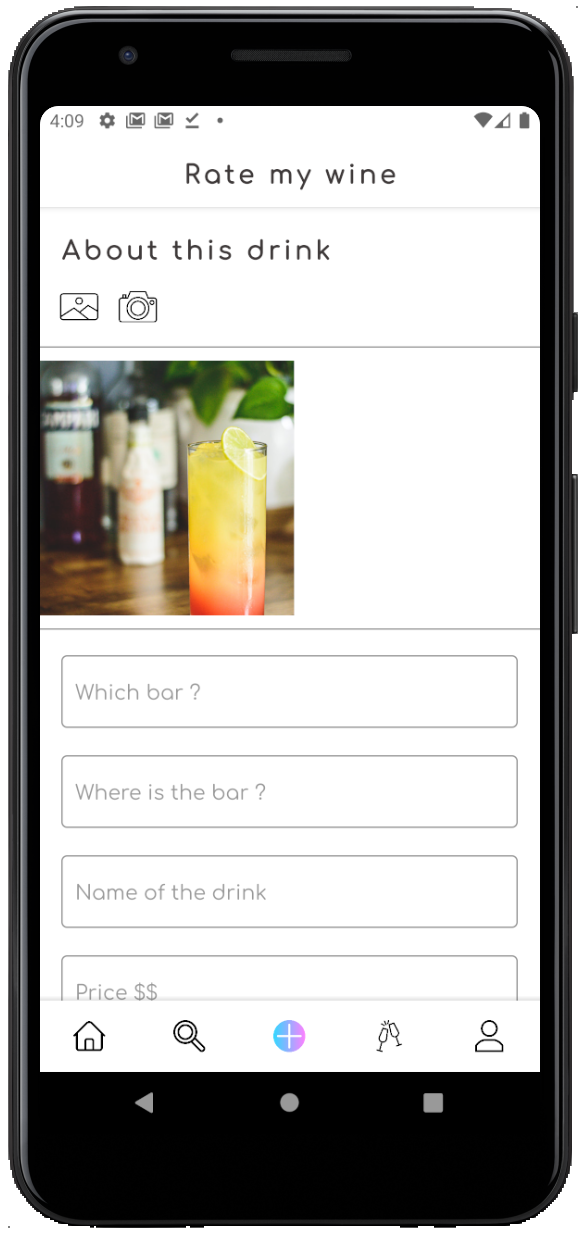 4:09
Rate my wine
About this drink
Which bar ?
Where is the bar ?
Name of the drink
Price $$